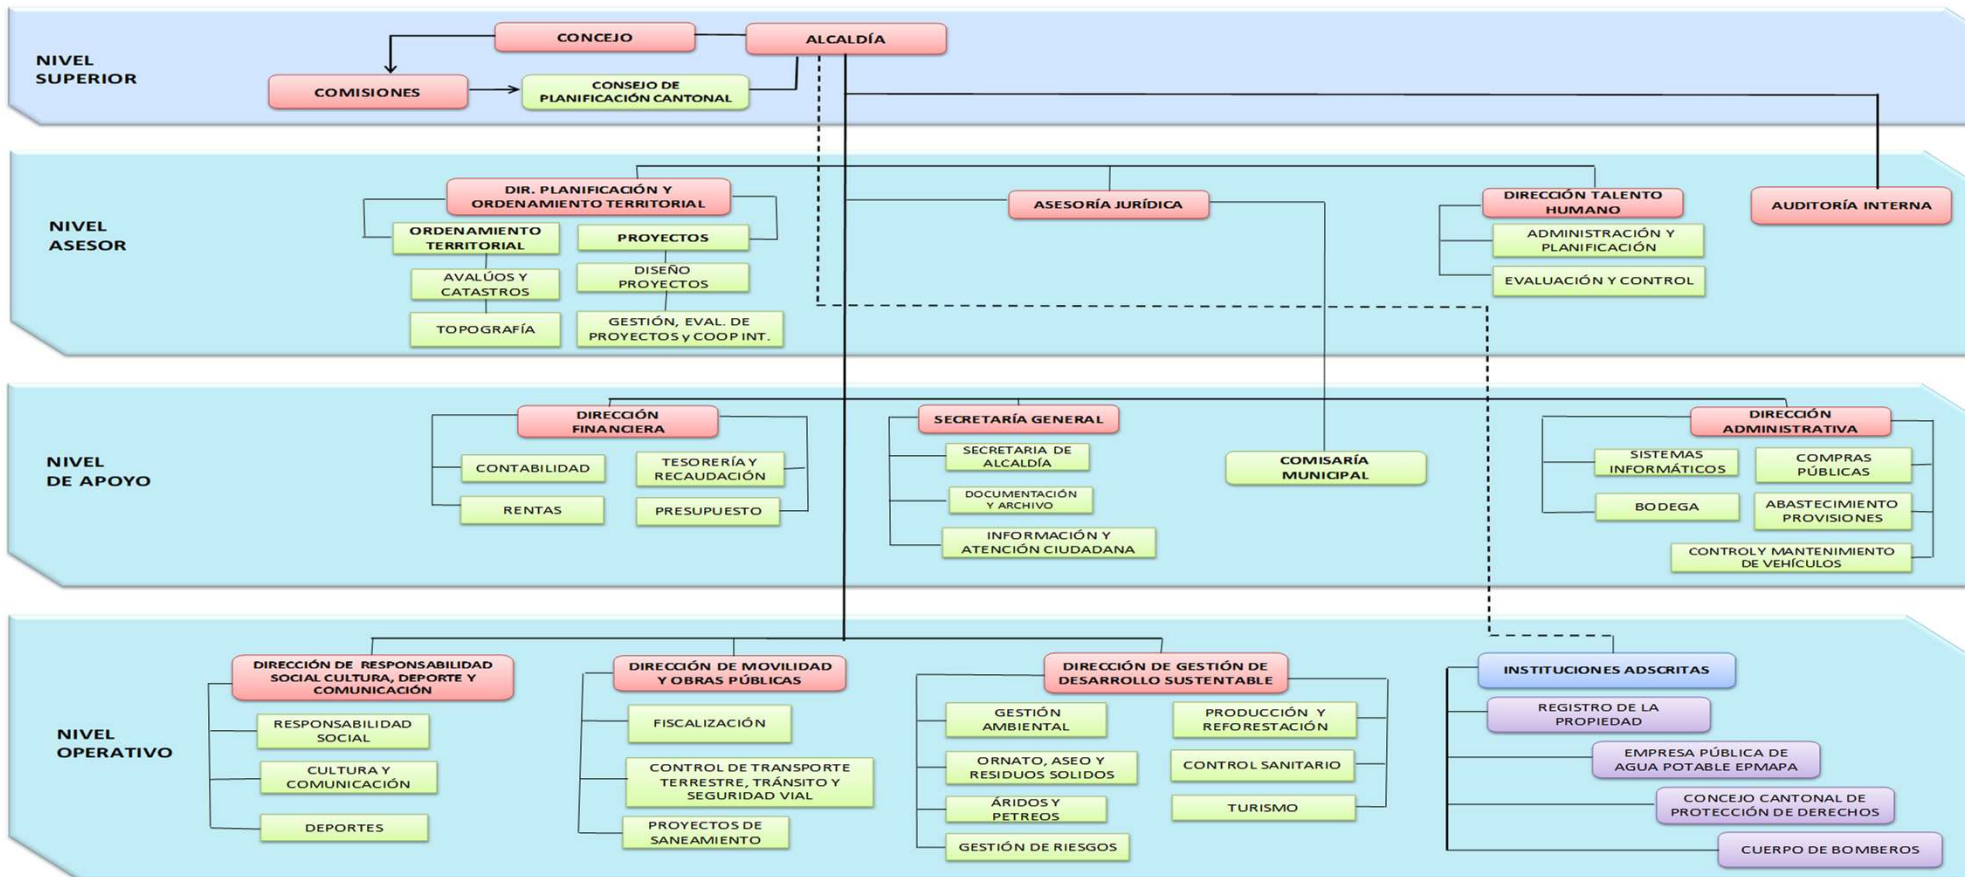 NIVEL
SUPERIOR
CONCEJO
ALCALDÍA
COMISIONES
CONSEJO DE
PLANIFICACIÓN CANTONAL
NIVEL
ASESOR
DIR. PLANIFICACIÓN Y
ORDENAMIENTO TERRITORIAL
ORDENAMIENTO
TERRITORIAL
PROYECTOS
AVALÚOS Y
CATASTROS
DISEÑO
PROYECTOS
TOPOGRAFÍA
GESTIÓN, EVAL. DE
PROYECTOS y COOP INT.
ASESORÍA JURÍDICA
DIRECCIÓN TALENTO
HUMANO
ADMINISTRACIÓN Y
PLANIFICACIÓN
EVALUACIÓN Y CONTROL
AUDITORÍA INTERNA
NIVEL
DE APOYO
DIRECCIÓN
FINANCIERA
CONTABILIDAD
TESORERÍA Y
RECAUDACIÓN
RENTAS
PRESUPUESTO
SECRETARÍA GENERAL
SECRETARIA DE
ALCALDÍA
DOCUMENTACIÓN
Y ARCHIVO
INFORMACIÓN Y
ATENCIÓN CIUDADANA
COMISARÍA
MUNICIPAL
DIRECCIÓN
ADMINISTRATIVA
SISTEMAS
INFORMÁTICOS
COMPRAS
PÚBLICAS
BODEGA
ABASTECIMIENTO
PROVISIONES
CONTROL Y MANTENIMIENTO
DE VEHÍCULOS
NIVEL
OPERATIVO
DIRECCIÓN DE RESPONSABILIDAD
SOCIAL CULTURA, DEPORTE Y
COMUNICACIÓN
RESPONSABILIDAD
SOCIAL
CULTURA Y
COMUNICACIÓN
DEPORTES
DIRECCIÓN DE MOVILIDAD
Y OBRAS PÚBLICAS
FISCALIZACIÓN
CONTROL DE TRANSPORTE
TERRESTRE, TRÁNSITO Y
SEGURIDAD VIAL
PROYECTOS DE
SANEAMIENTO
DIRECCIÓN DE GESTIÓN DE
DESARROLLO SUSTENTABLE
GESTIÓN
AMBIENTAL
PRODUCCIÓN Y
REFORESTACIÓN
ORNATO, ASEO Y
RESIDUOS SOLIDOS
CONTROL SANITARIO
ÁRIDOS Y
PETREOS
TURISMO
GESTIÓN DE RIESGOS
INSTITUCIONES ADSCRITAS
REGISTRO DE LA
PROPIEDAD
EMPRESA PÚBLICA DE
AGUA POTABLE EPMAPA
CONCEJO CANTONAL DE
PROTECCIÓN DE DERECHOS
CUERPO DE BOMBEROS